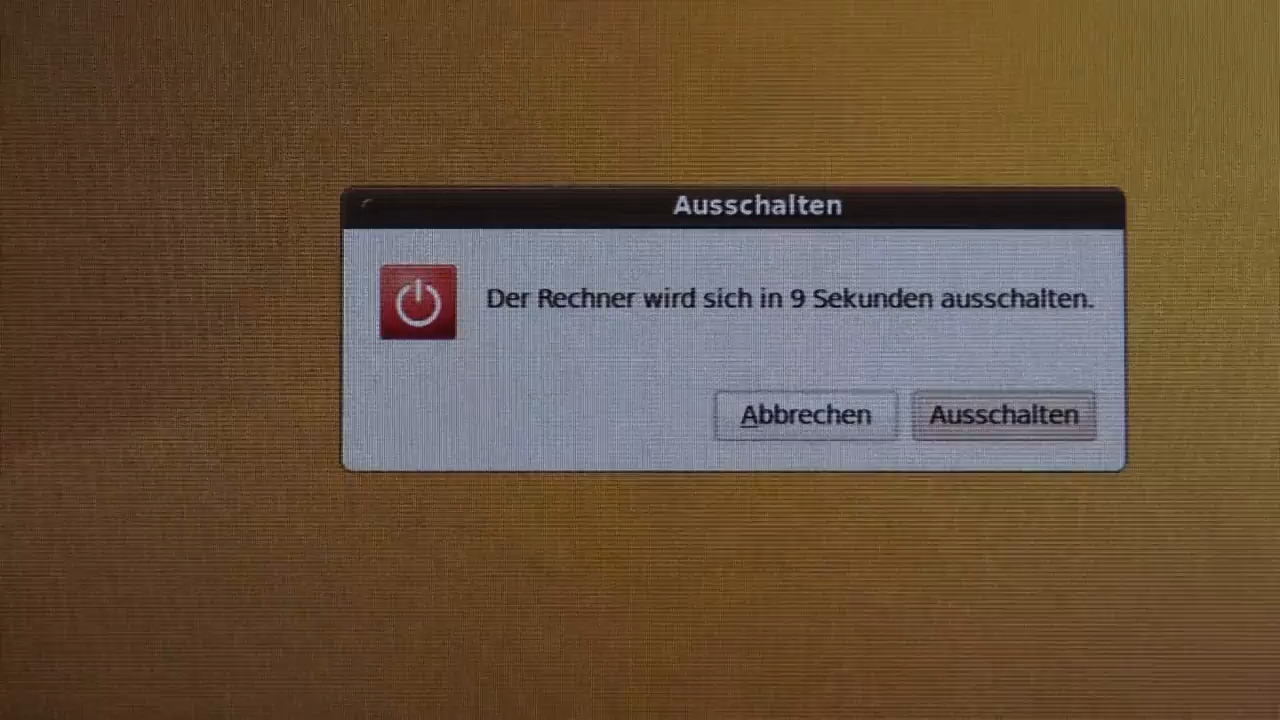 Ausschalten
Der Rechner wird sich in 9 Sekunden ausschalten.
Abbrechen
Ausschalten